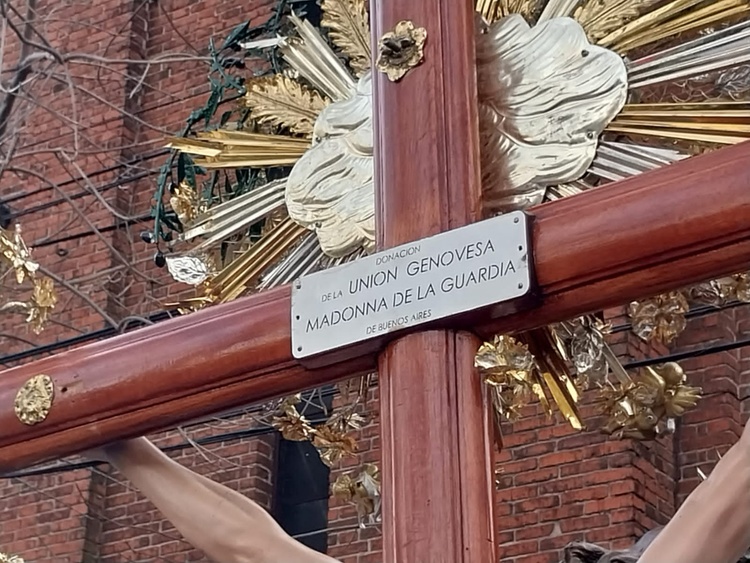 DONACION
DE LA UNION GENOVESA
MADONNA DE LA GUARDIA
DE BUENOS AIRES